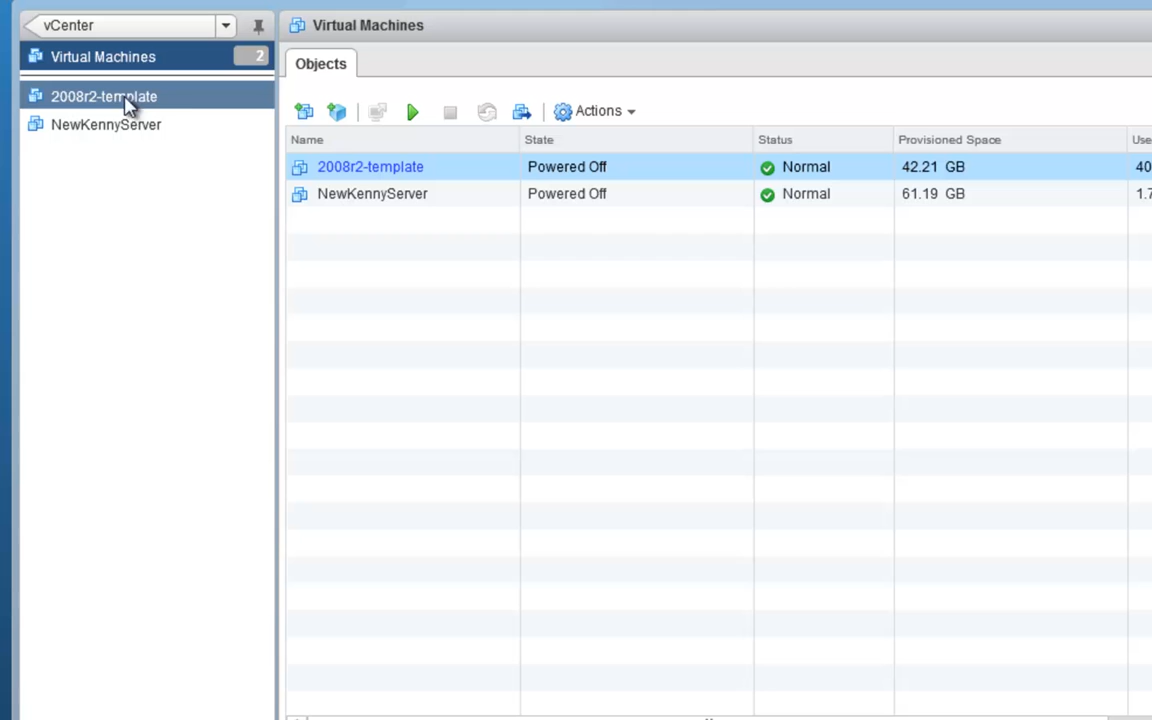 vCenter
Virtual Machines 2
2008r2-template
NewKennyServer
Virtual Machines
Objects
Actions
Name State Status Provisioned Space
2008r2-template Powered Off Normal 42.21 GB
NewKennyServer Powered Off Normal 61.19 GB